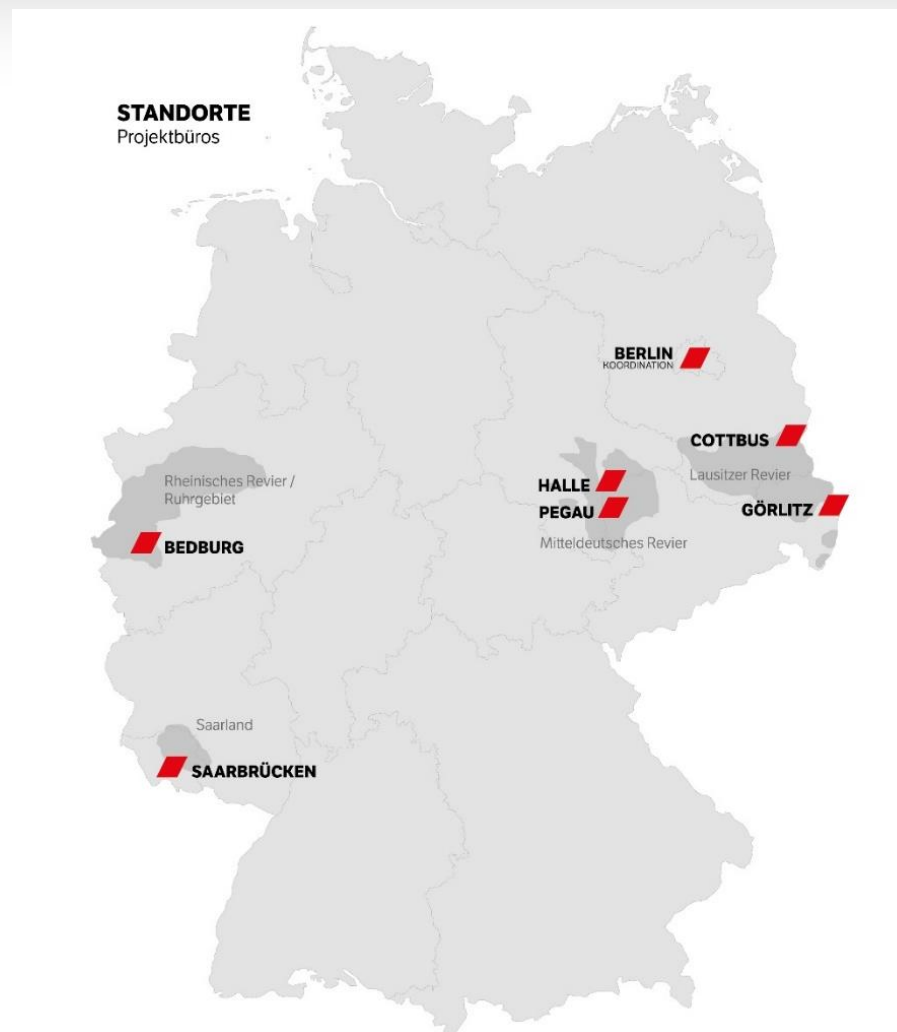 STANDORTE
Projektbüros
BERLIN
KOORDINATION
COTTBUS
Lausitzer Revier
Rheinisches Revier /
Ruhrgebiet
HALLE
PEGAU
GÖRLITZ
Mitteldeutsches Revier
BEDBURG
Saarland
SAARBRÜCKEN